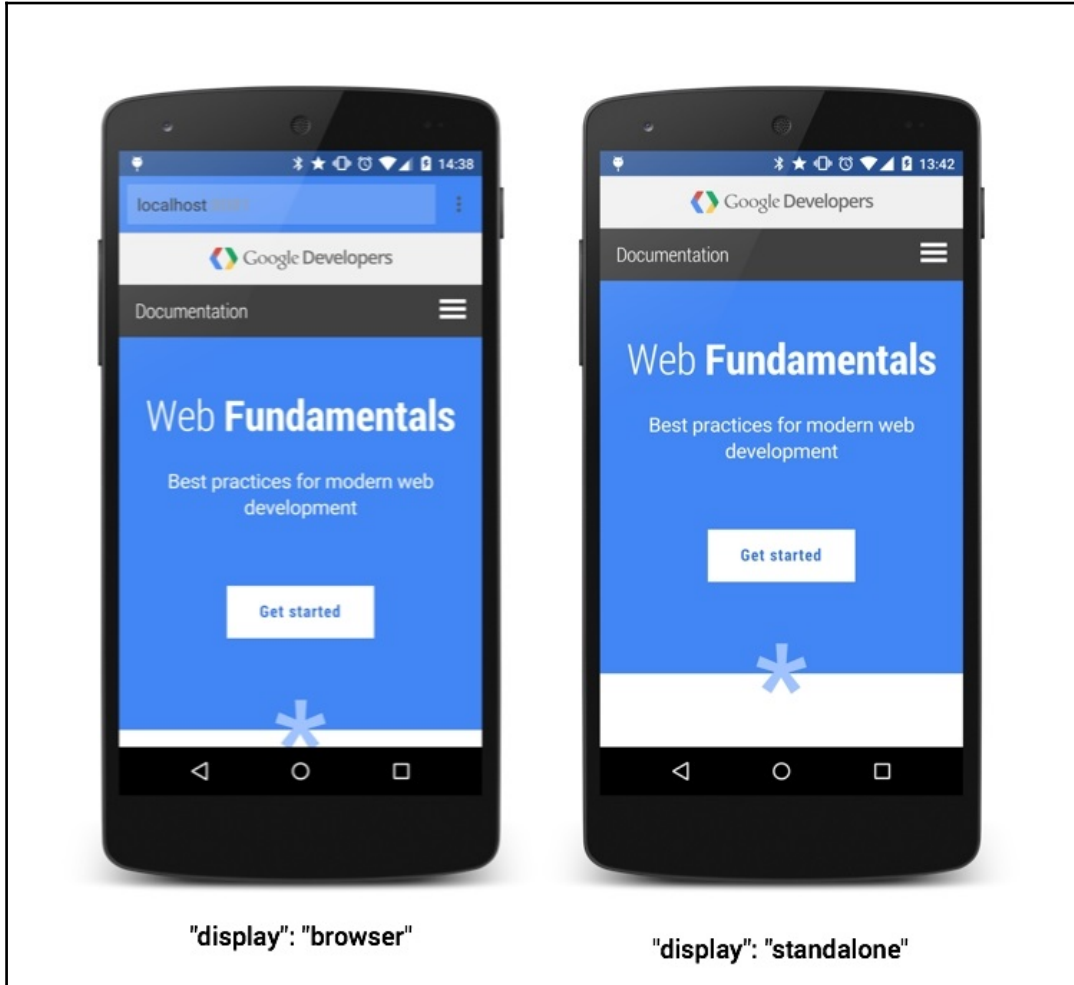 14:38
localhost
Google Developers
Documentation
Web Fundamentals
Best practices for modern web
development
Get started
*
"display": "browser"
13:42
Google Developers
Documentation
Web Fundamentals
Best practices for modern web
development
Get started
*
"display": "standalone"